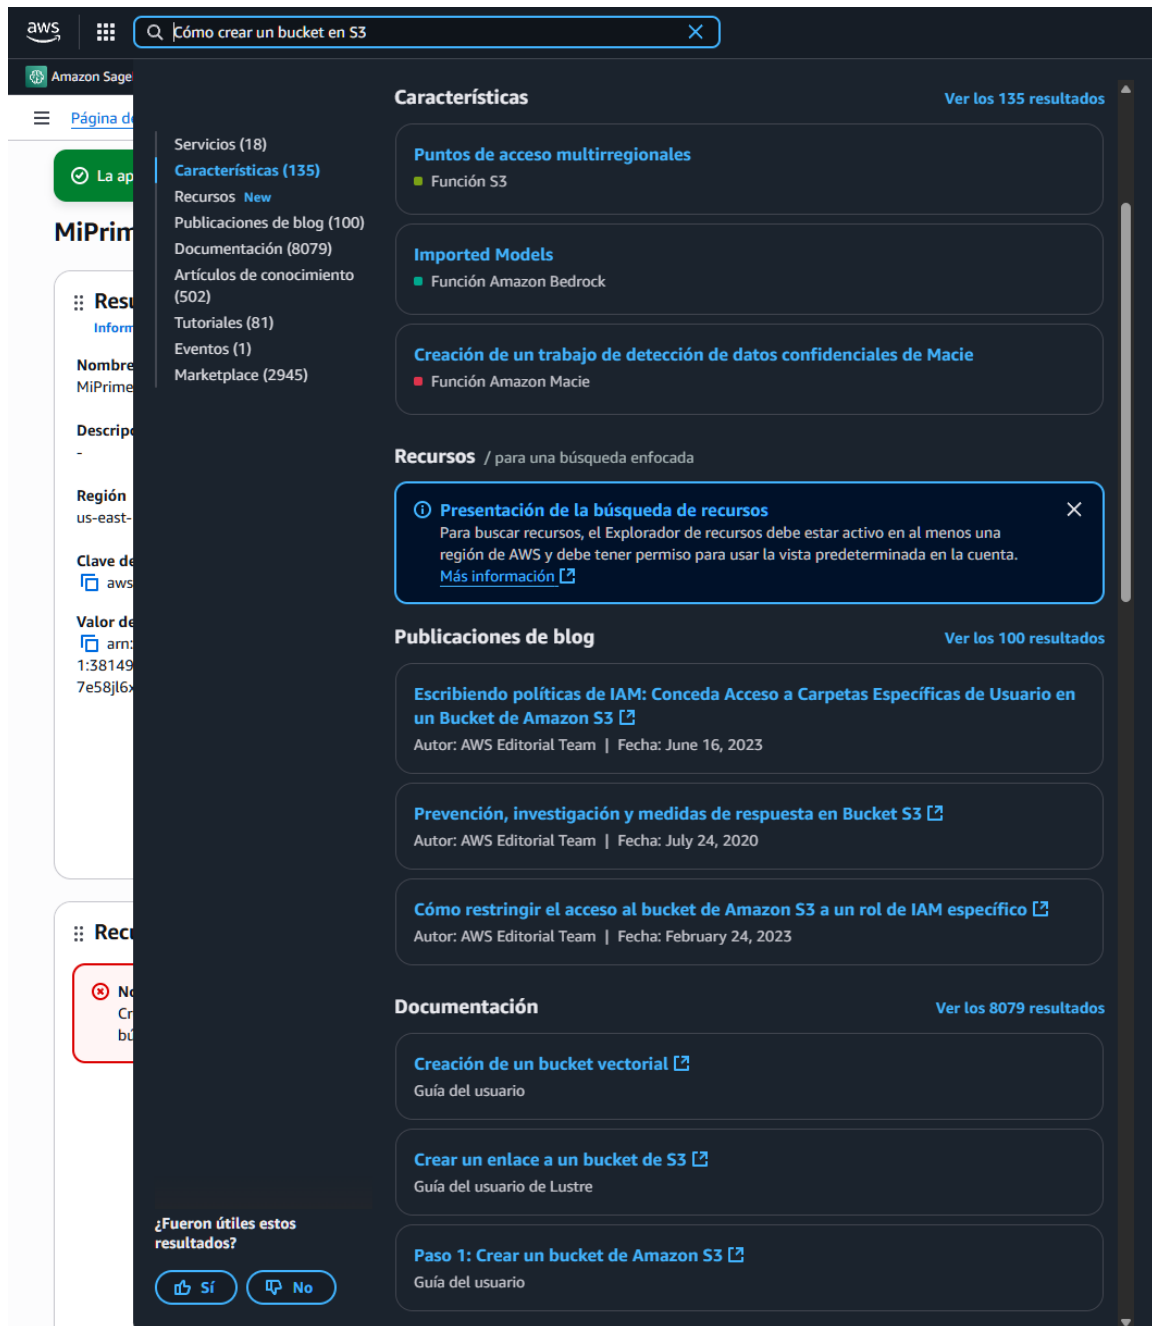 aws
Cómo crear un bucket en S3
Amazon Sage
Página de
La ap
MiPrim
Resu
Inform
Nombre
MiPrime
Descripc
-
Región
us-east-
Clave de
aws
Valor de
arn:
1:38149
7e58jl6x
Recu
No
Cr
bú
Servicios (18)
Características (135)
Recursos New
Publicaciones de blog (100)
Documentación (8079)
Artículos de conocimiento
(502)
Tutoriales (81)
Eventos (1)
Marketplace (2945)
¿Fueron útiles estos
resultados?
Sí
No
Características
Ver los 135 resultados
Puntos de acceso multirregionales
Función S3
Imported Models
Función Amazon Bedrock
Creación de un trabajo de detección de datos confidenciales de Macie
Función Amazon Macie
Recursos / para una búsqueda enfocada
Presentación de la búsqueda de recursos
Para buscar recursos, el Explorador de recursos debe estar activo en al menos una
región de AWS y debe tener permiso para usar la vista predeterminada en la cuenta.
Más información
Publicaciones de blog
Ver los 100 resultados
Escribiendo políticas de IAM: Conceda Acceso a Carpetas Específicas de Usuario en
un Bucket de Amazon S3
Autor: AWS Editorial Team | Fecha: June 16, 2023
Prevención, investigación y medidas de respuesta en Bucket S3
Autor: AWS Editorial Team | Fecha: July 24, 2020
Cómo restringir el acceso al bucket de Amazon S3 a un rol de IAM específico
Autor: AWS Editorial Team | Fecha: February 24, 2023
Documentación
Ver los 8079 resultados
Creación de un bucket vectorial
Guía del usuario
Crear un enlace a un bucket de S3
Guía del usuario de Lustre
Paso 1: Crear un bucket de Amazon S3
Guía del usuario